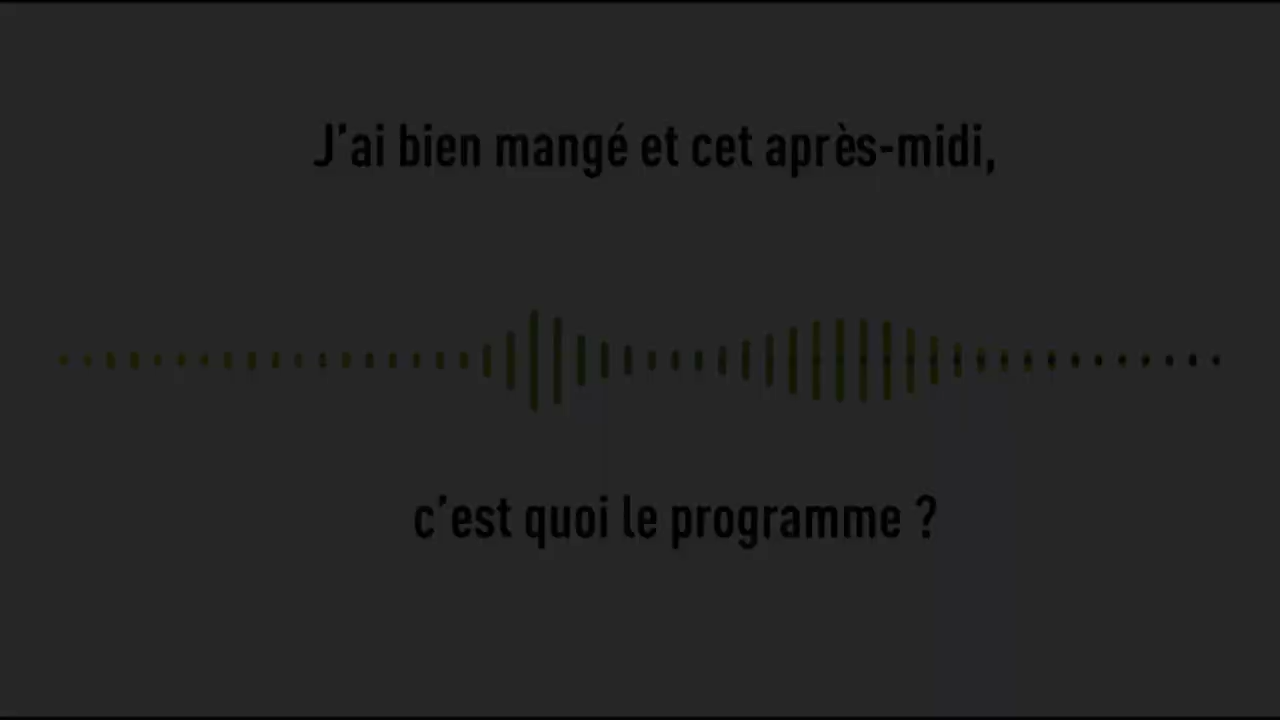 J'ai bien mangé et cet après-midi,
c'est quoi le programme ?